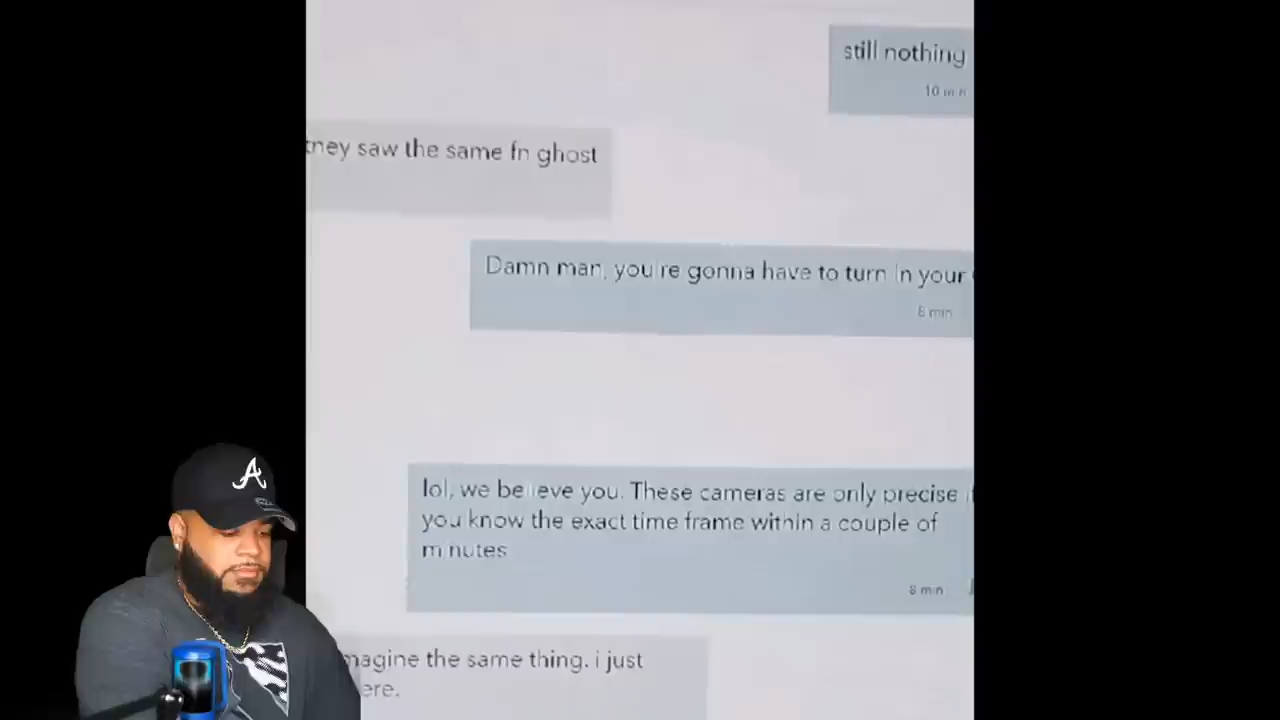 still nothing
10 min
they saw the same fn ghost
Damn man, you're gonna have to turn in your
8 min
lol, we believe you. These cameras are only precise if
you know the exact time frame within a couple of
minutes
8 min
magine the same thing. i just
ere.
A